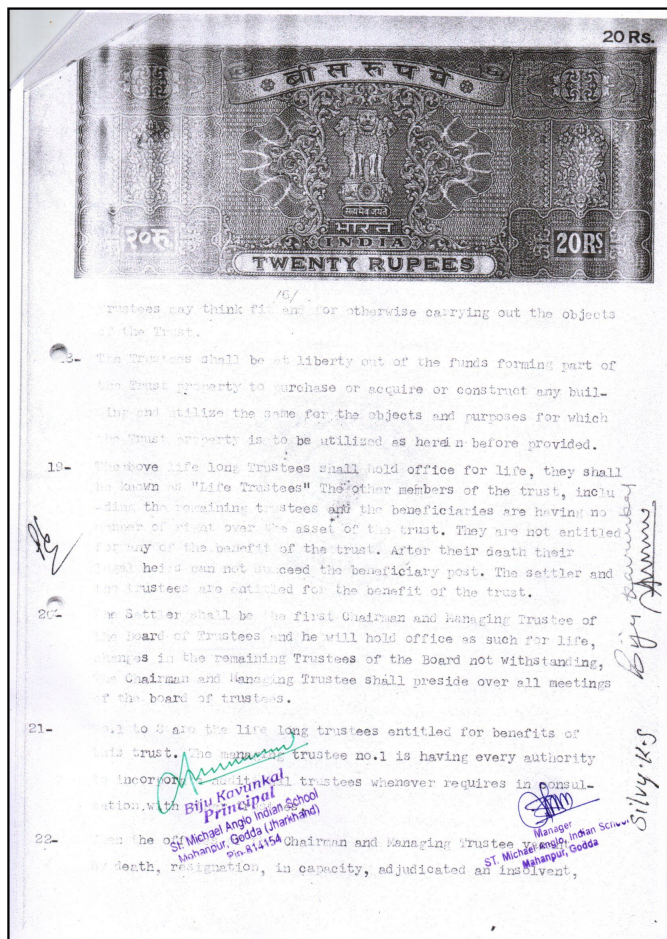 20 Rs.
बीस रुपये
सत्यमेव जयते
भारत
INDIA
२०रु.
20RS
TWENTY RUPEES
/6/
Trustees may think fit and for otherwise carrying out the objects
of the Trust.
18- The Trustees shall be at liberty out of the funds forming part of
the Trust property to purchase or acquire or construct any buil-
ding and utilize the same for the objects and purposes for which
the Trust property is to be utilized as herein before provided.
19- The above life long Trustees shall hold office for life, they shall
be known as "Life Trustees" The other members of the trust, inclu
-ding the remaining trustees and the beneficiaries are having no
manner of right over the asset of the trust. They are not entitled
for any of the benefit of the trust. After their death their
legal heirs can not succeed the beneficiary post. The settler and
the trustees are entitled for the benefit of the trust.
20- The Settler shall be the first Chairman and Managing Trustee of
the Board of Trustees and he will hold office as such for life,
changes in the remaining Trustees of the Board not withstanding,
The Chairman and Managing Trustee shall preside over all meetings
of the board of trustees.
21- No.1 to 3 are the life long trustees entitled for benefits of
this trust. The managing trustee no.1 is having every authority
to incorporate additional trustees whenever requires in consul-
tation with
22- the Chairman and Managing Trustee
death, resignation, in capacity, adjudicated an insolvent,
Biju Kavunkal
Principal
St. Michael Anglo Indian School
Mohanpur, Godda (Jharkhand)
Pin-814154
Manager
ST. Michael Anglo, Indian School
Mahanpur, Godda
Biju Kavunkal
Silvy.K.S